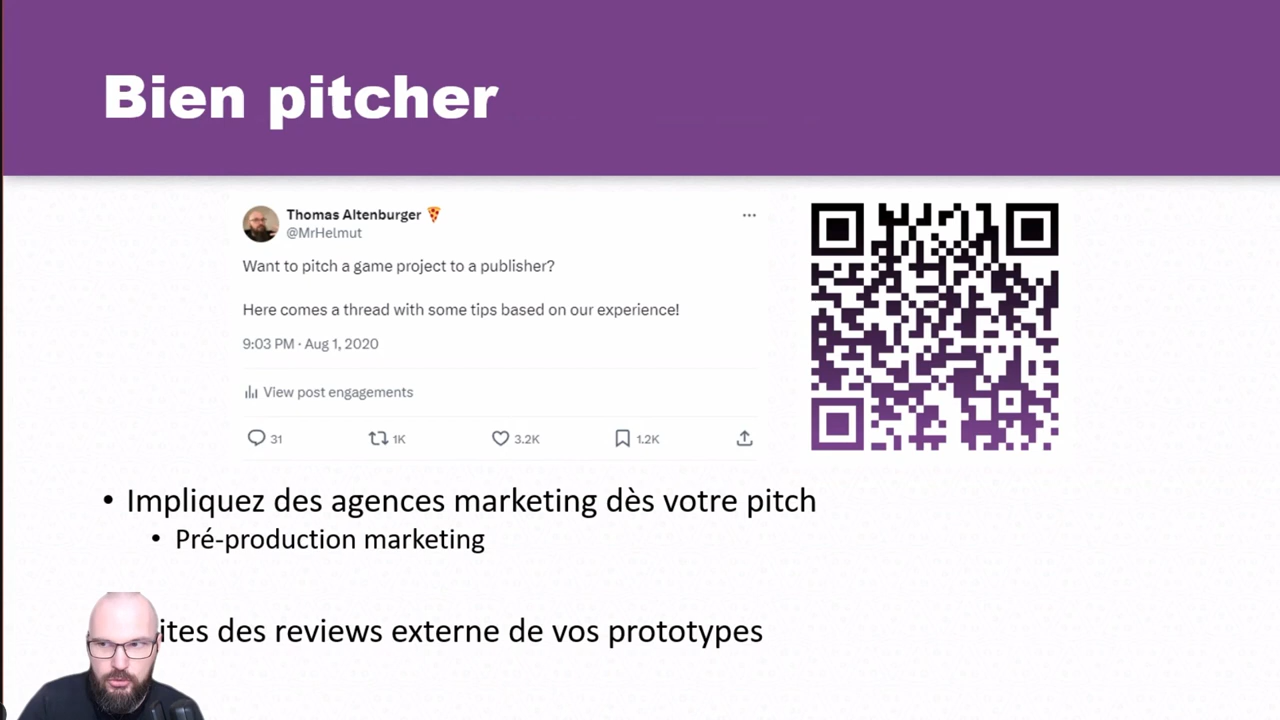 Bien pitcher
Thomas Altenburger 🍕
@MrHelmut
Want to pitch a game project to a publisher?
Here comes a thread with some tips based on our experience!
9:03 PM · Aug 1, 2020
View post engagements
31 1K 3.2K 1.2K
• Impliquez des agences marketing dès votre pitch
• Pré-production marketing
des reviews externe de vos prototypes